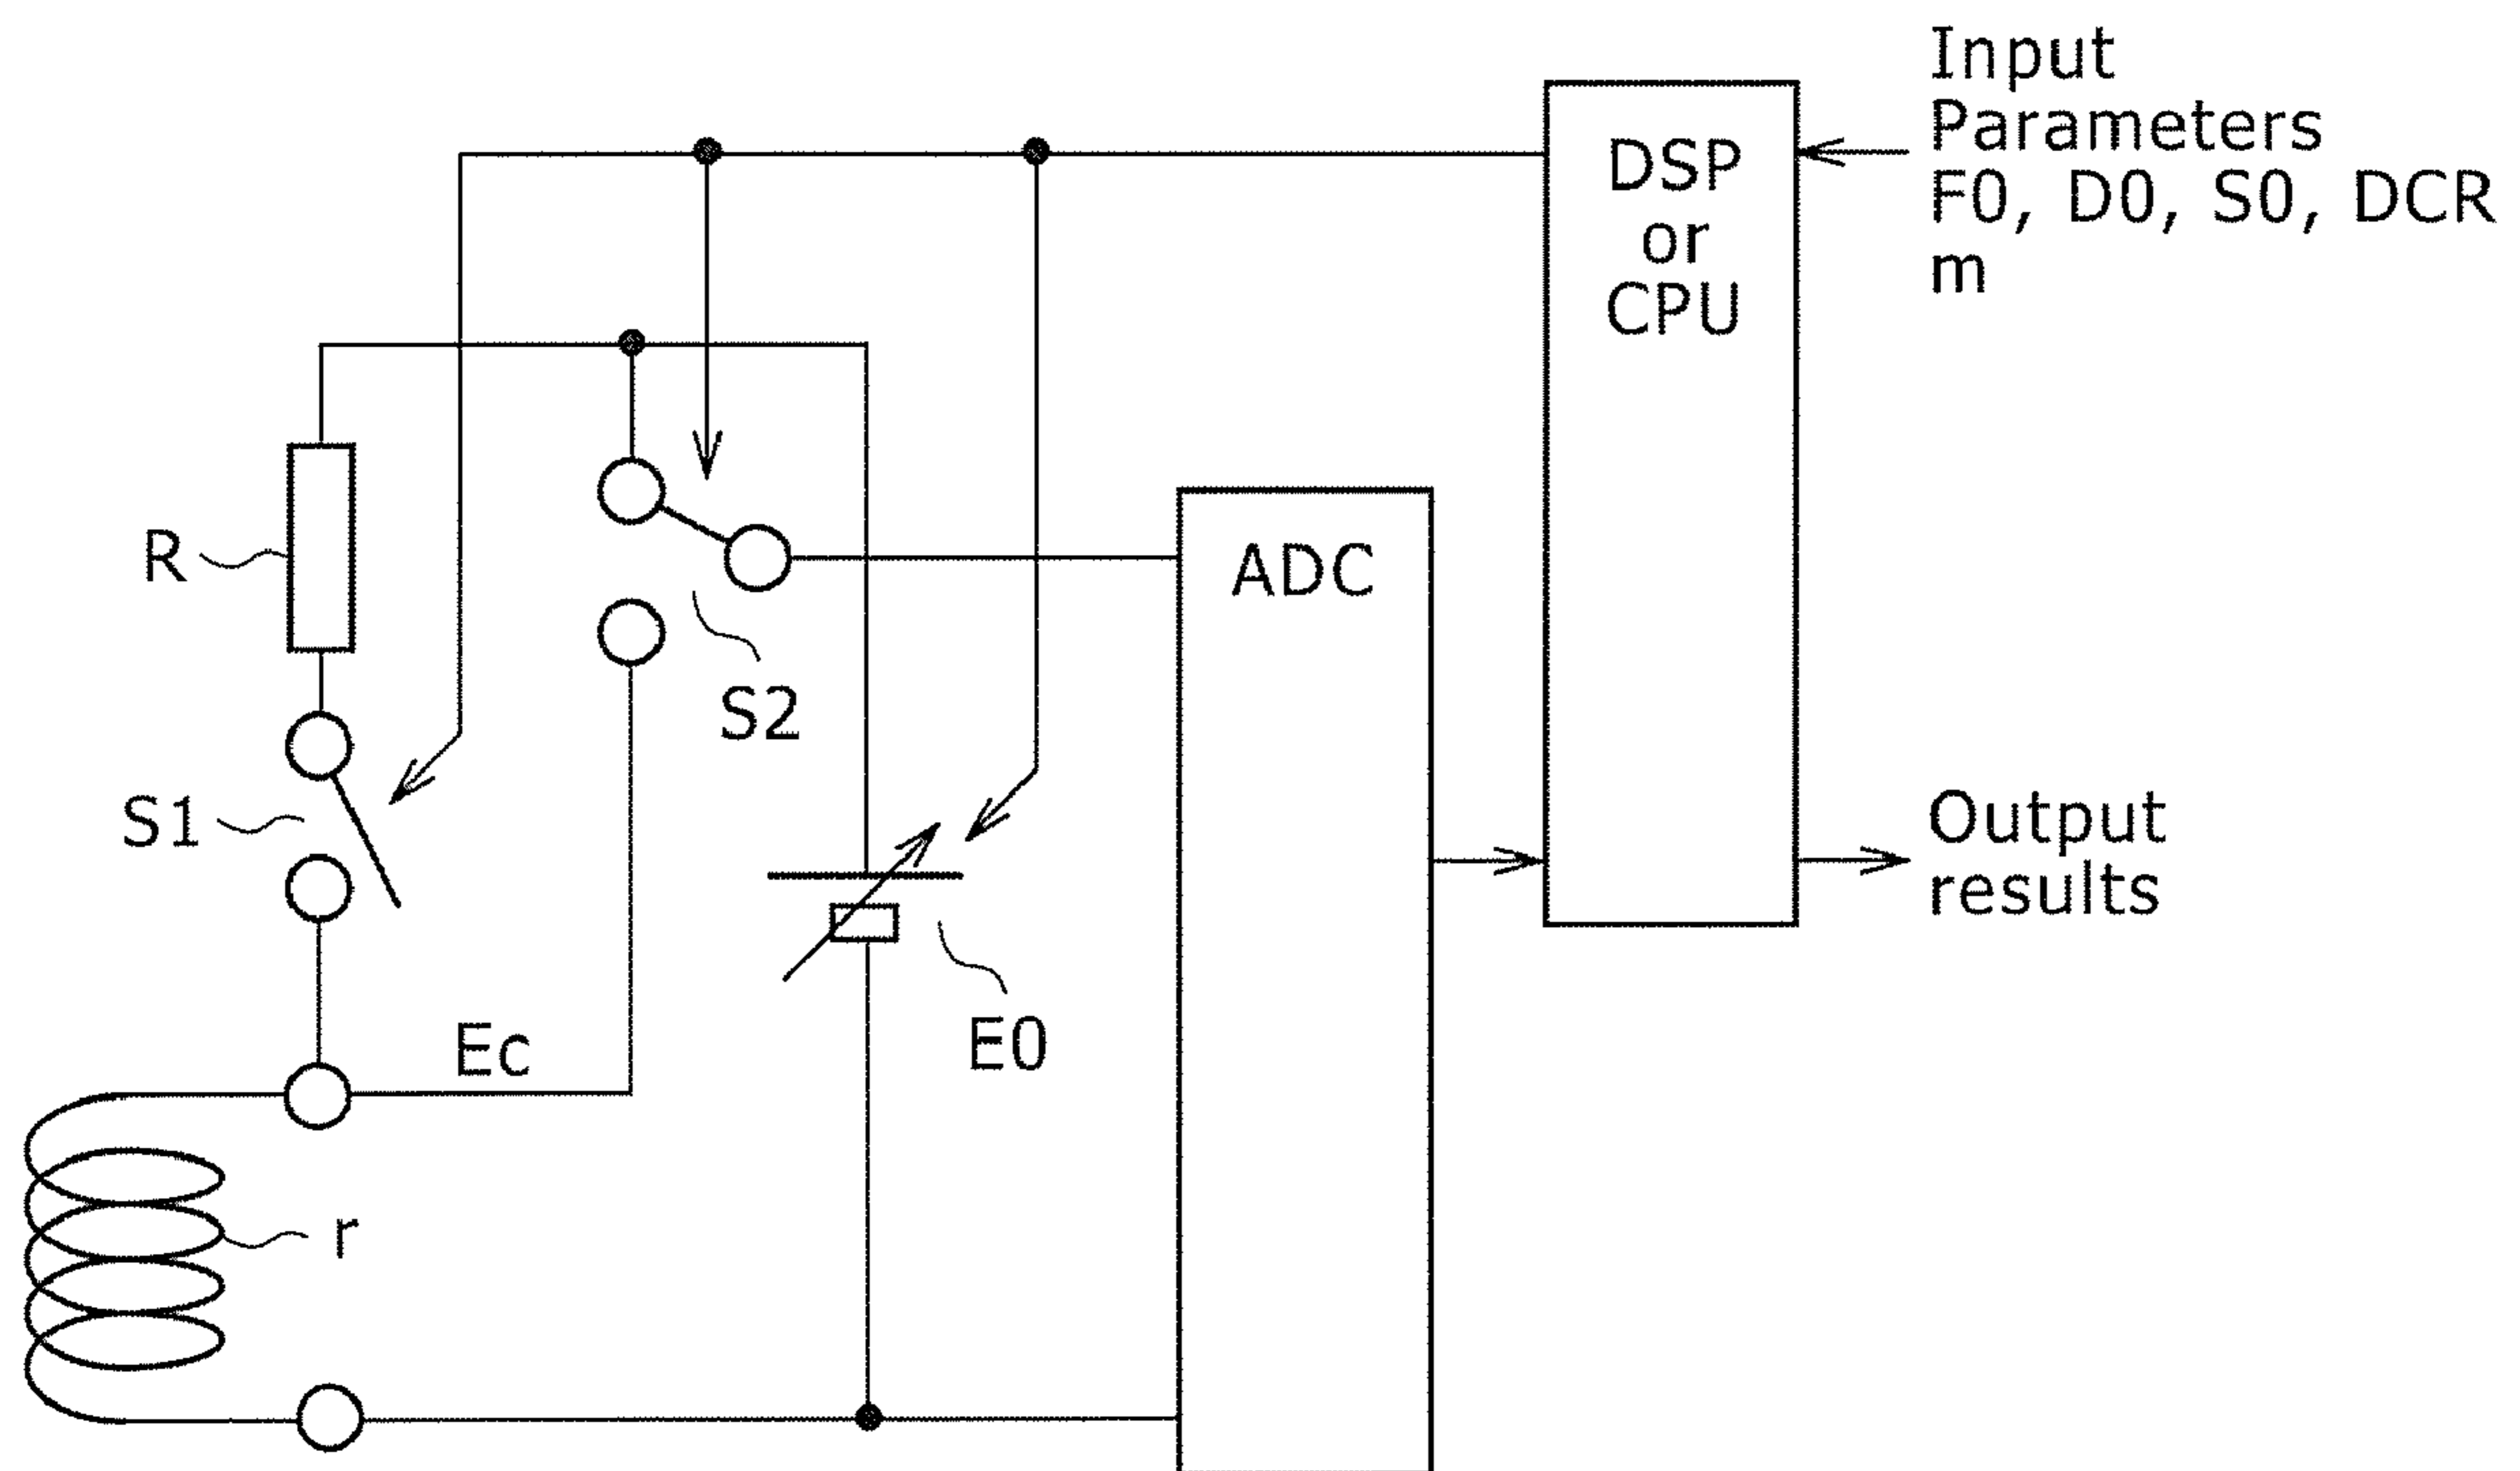 Input
Parameters
F0, D0, S0, DCR
m
DSP
or
CPU
R
ADC
S2
S1
Output
results
Ec
E0
r